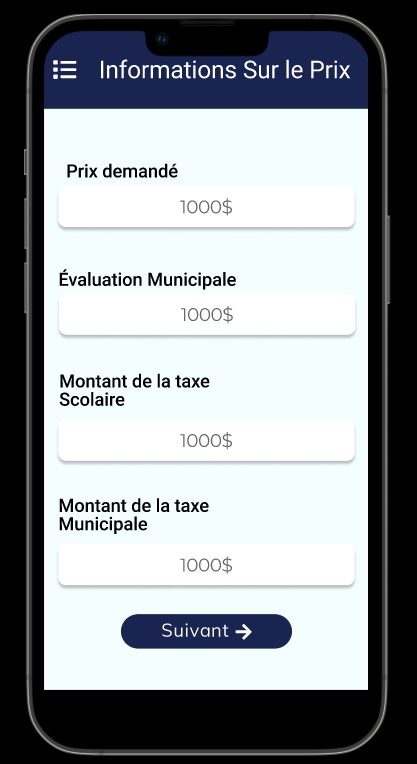 Informations Sur le Prix
Prix demandé
1000$
Évaluation Municipale
1000$
Montant de la taxe
Scolaire
1000$
Montant de la taxe
Municipale
1000$
Suivant